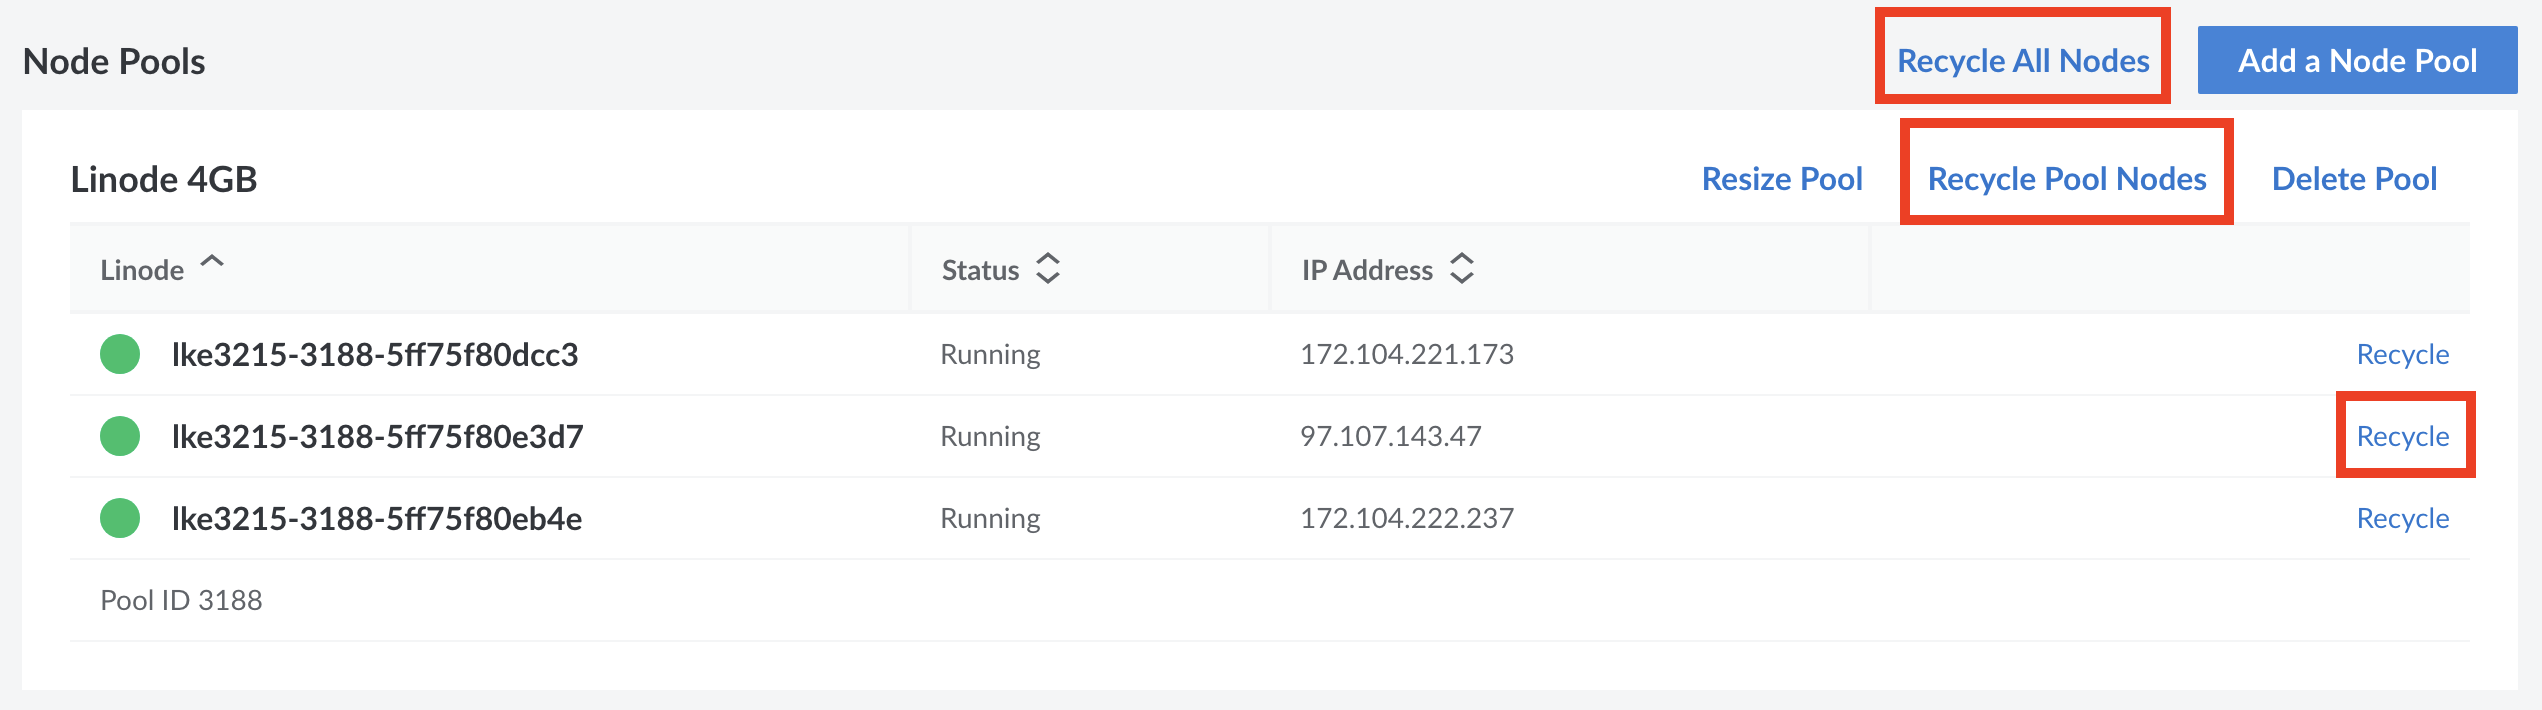 Node Pools Recycle All Nodes Add a Node Pool
Linode 4GB Resize Pool Recycle Pool Nodes Delete Pool
Linode Status IP Address
lke3215-3188-5ff75f80dcc3 Running 172.104.221.173 Recycle
lke3215-3188-5ff75f80e3d7 Running 97.107.143.47 Recycle
lke3215-3188-5ff75f80eb4e Running 172.104.222.237 Recycle
Pool ID 3188